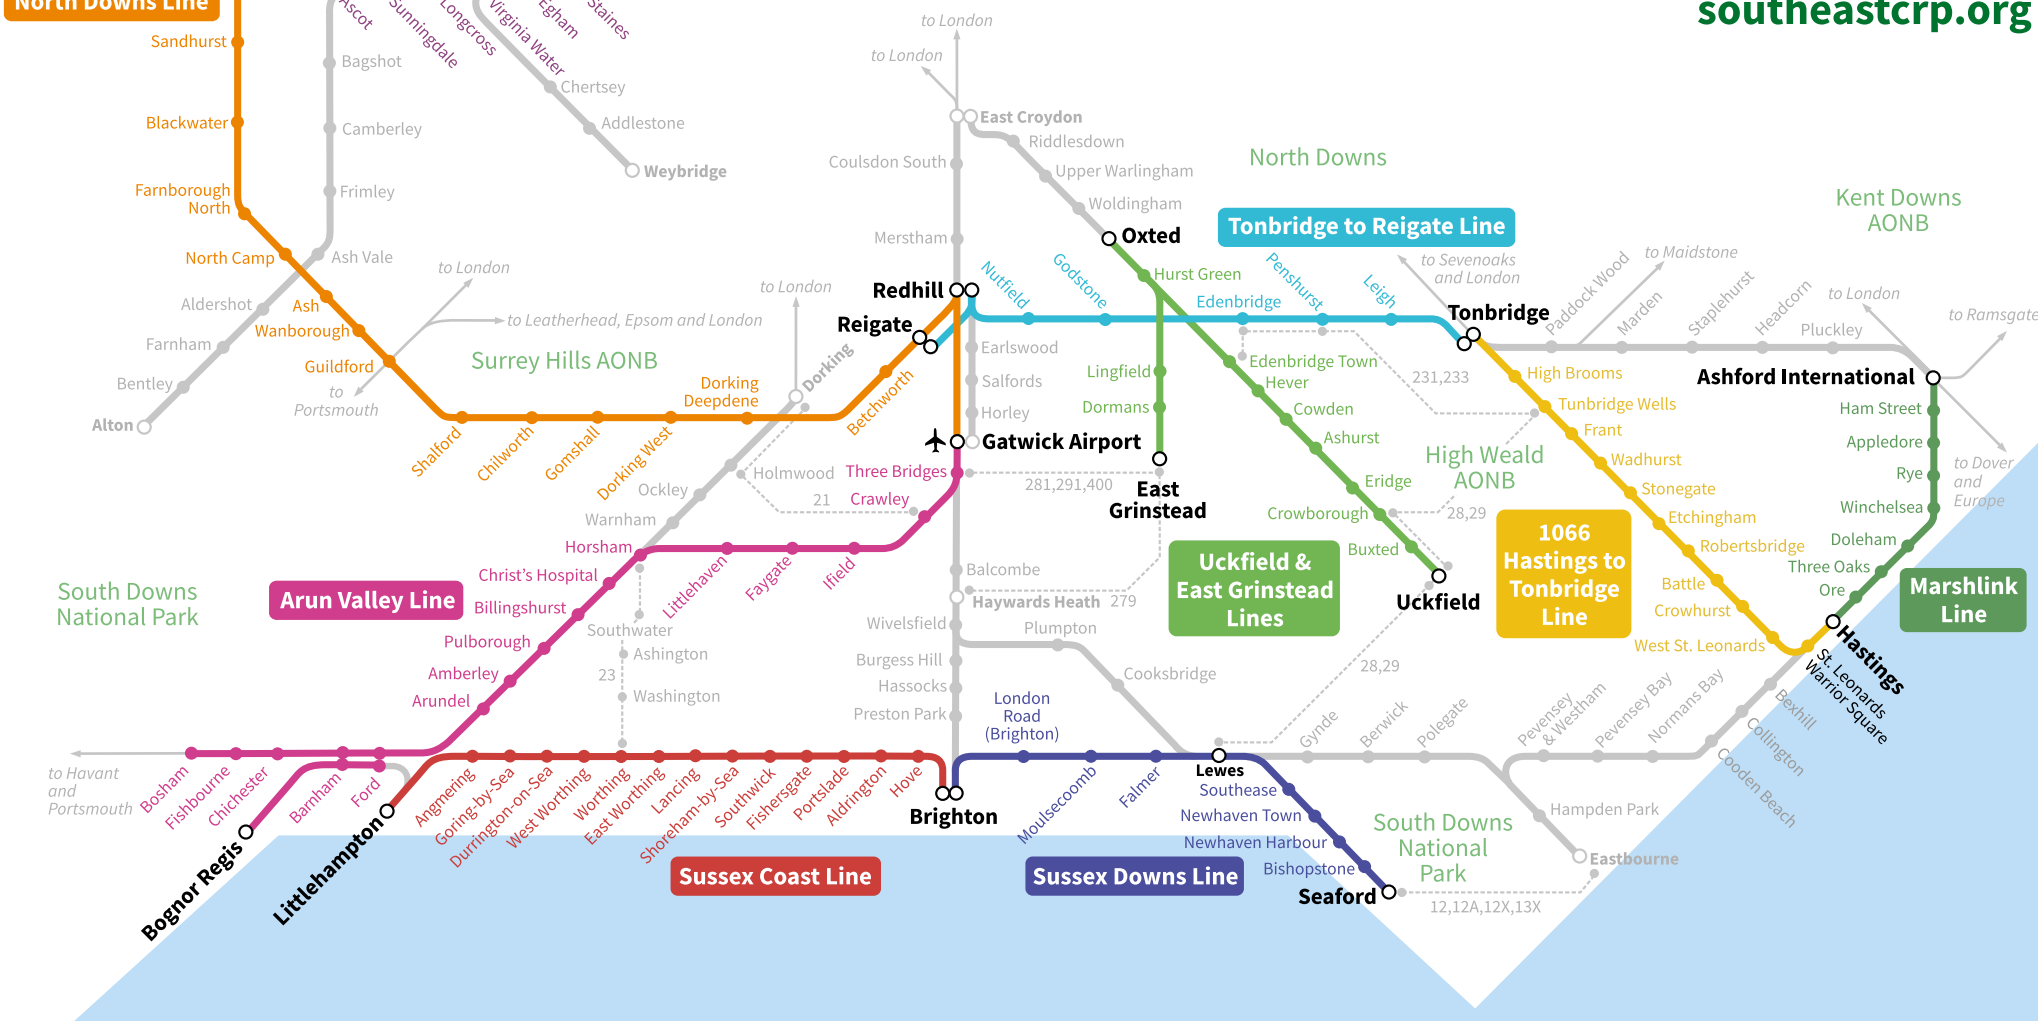 North Downs Line
southeastcrp.org
Sandhurst
Blackwater
Farnborough
North
North Camp
Ash
Wanborough
Guildford
Shalford
Chilworth
Gomshall
Dorking West
Dorking
Deepdene
Betchworth
Reigate
Redhill
Ascot
Sunningdale
Longcross
Virginia Water
Egham
Staines
Bagshot
Camberley
Frimley
Ash Vale
Aldershot
Farnham
Bentley
Alton
Chertsey
Addlestone
Weybridge
to London
to Leatherhead, Epsom and London
to
Portsmouth
Surrey Hills AONB
to London
Dorking
Holmwood
Ockley
Warnham
21
to London
to London
East Croydon
Coulsdon South
Merstham
Riddlesdown
Upper Warlingham
Woldingham
Oxted
North Downs
Tonbridge to Reigate Line
Nutfield
Godstone
Edenbridge
Penshurst
Leigh
Tonbridge
Hurst Green
Lingfield
Dormans
East
Grinstead
Edenbridge Town
Hever
Cowden
Ashurst
Eridge
Crowborough
Buxted
Uckfield
Uckfield &
East Grinstead
Lines
231,233
28,29
28,29
High Weald
AONB
Earlswood
Salfords
Horley
Gatwick Airport
Three Bridges
Crawley
281,291,400
Ifield
Faygate
Littlehaven
Horsham
Christ's Hospital
Billingshurst
Pulborough
Amberley
Arundel
Arun Valley Line
South Downs
National Park
Southwater
Ashington
23
Washington
Balcombe
Haywards Heath
279
Wivelsfield
Burgess Hill
Hassocks
Preston Park
Plumpton
Cooksbridge
to Sevenoaks
and London
Paddock Wood
to Maidstone
Marden
Staplehurst
Headcorn
Pluckley
to London
to Ramsgate
Kent Downs
AONB
Ashford International
to Dover
and
Europe
Ham Street
Appledore
Rye
Winchelsea
Doleham
Three Oaks
Ore
Hastings
Marshlink
Line
High Brooms
Tunbridge Wells
Frant
Wadhurst
Stonegate
Etchingham
Robertsbridge
Battle
Crowhurst
West St. Leonards
St. Leonards
Warrior Square
1066
Hastings to
Tonbridge
Line
Bexhill
Collington
Cooden Beach
Normans Bay
Pevensey Bay
Pevensey
& Westham
Polegate
Berwick
Gynde
Hampden Park
Eastbourne
12,12A,12X,13X
to Havant
and
Portsmouth
Bosham
Fishbourne
Chichester
Barnham
Ford
Bognor Regis
Littlehampton
Angmering
Goring-by-Sea
Durrington-on-Sea
West Worthing
Worthing
East Worthing
Lancing
Shoreham-by-Sea
Southwick
Fishersgate
Portslade
Aldrington
Hove
Brighton
Sussex Coast Line
London
Road
(Brighton)
Moulsecoomb
Falmer
Lewes
Southease
Newhaven Town
Newhaven Harbour
Bishopstone
Seaford
Sussex Downs Line
South Downs
National
Park